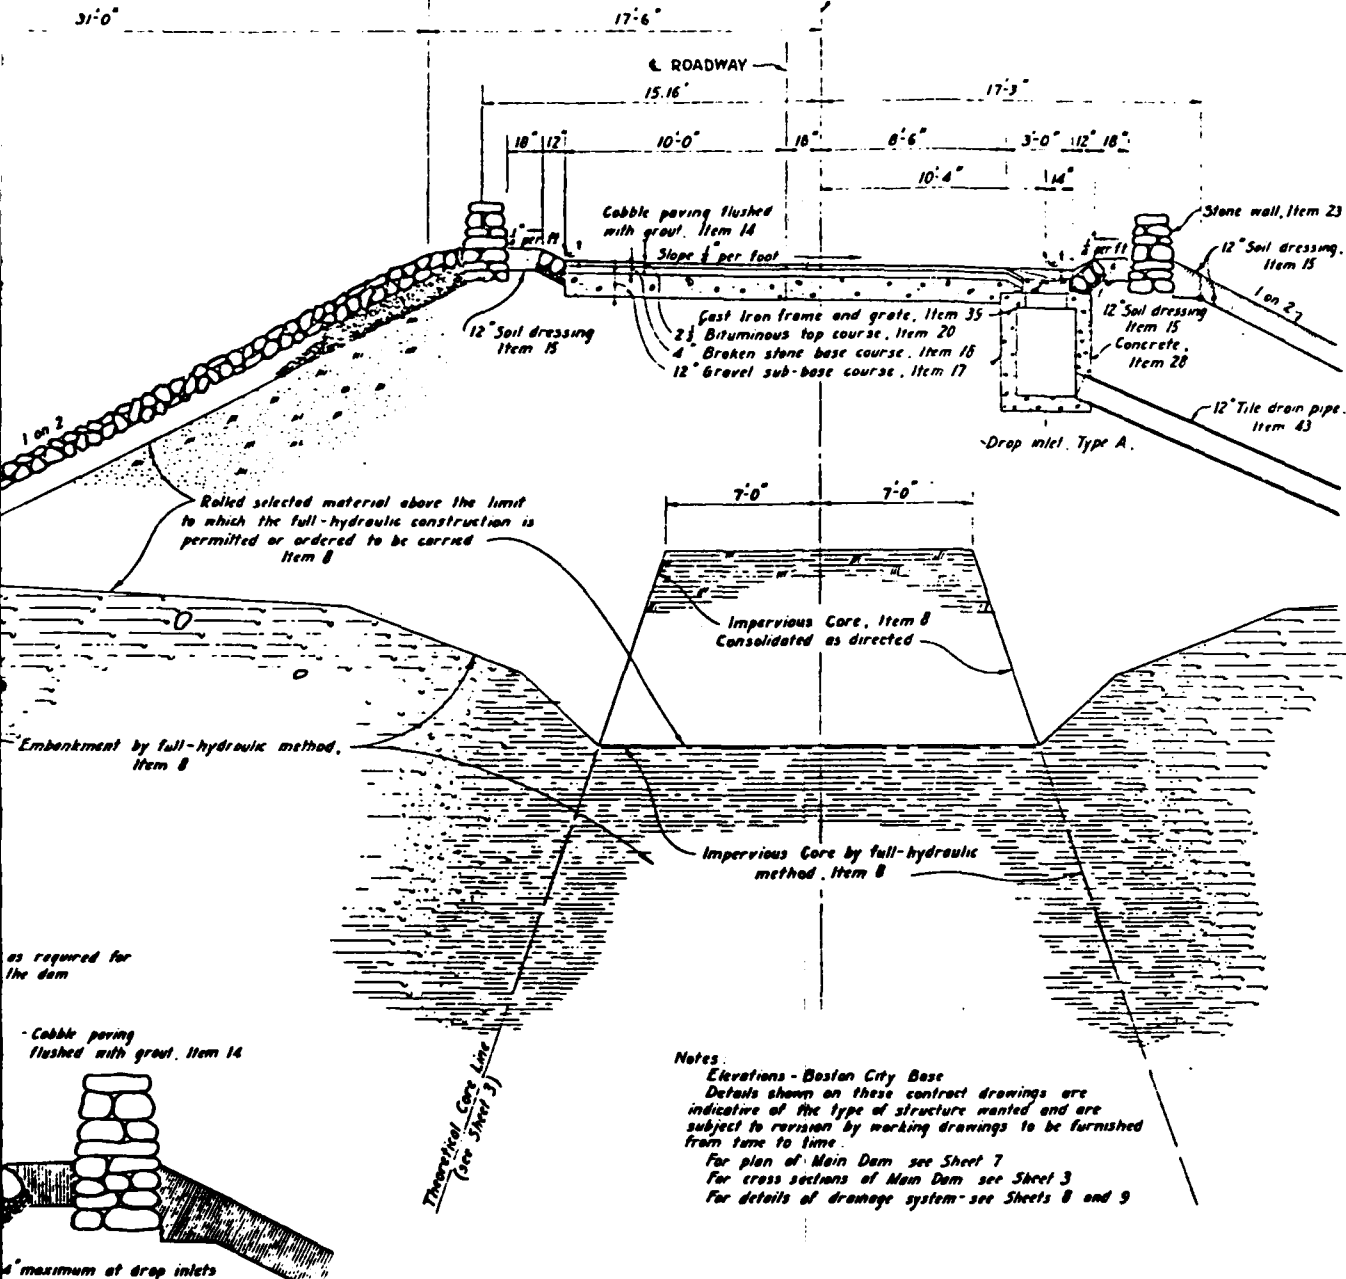 31'-0"
17'-6"
℄ ROADWAY
15.16'
17'-3"
18" 12" 10'-0" 18" 8'-6" 3'-0" 12" 18"
10'-4" 14"
Cobble paving flushed
with grout, Item 14
Slope ¼" per foot
per ft
per ft
Stone wall, Item 23
12" Soil dressing,
Item 15
1 on 2
12" Soil dressing
Item 15
Cast Iron frame and grate, Item 35
2½" Bituminous top course, Item 20
4" Broken stone base course, Item 18
12" Gravel sub-base course, Item 17
12" Soil dressing
Item 15
Concrete,
Item 28
12" Tile drain pipe,
Item 43
Drop inlet, Type A.
1 on 2
7'-0" 7'-0"
Rolled selected material above the limit
to which the full-hydraulic construction is
permitted or ordered to be carried
Item 8
Impervious Core, Item 8
Consolidated as directed
Embankment by full-hydraulic method,
Item 8
Impervious Core by full-hydraulic
method, Item 8
as required for
the dam
Cobble paving
flushed with grout, Item 14
Theoretical Core Line
(see Sheet 3)
4" maximum at drop inlets
Notes:
Elevations - Boston City Base
Details shown on these contract drawings are
indicative of the type of structure wanted and are
subject to revision by working drawings to be furnished
from time to time.
For plan of Main Dam see Sheet 7
For cross sections of Main Dam see Sheet 3
For details of drainage system - see Sheets 8 and 9